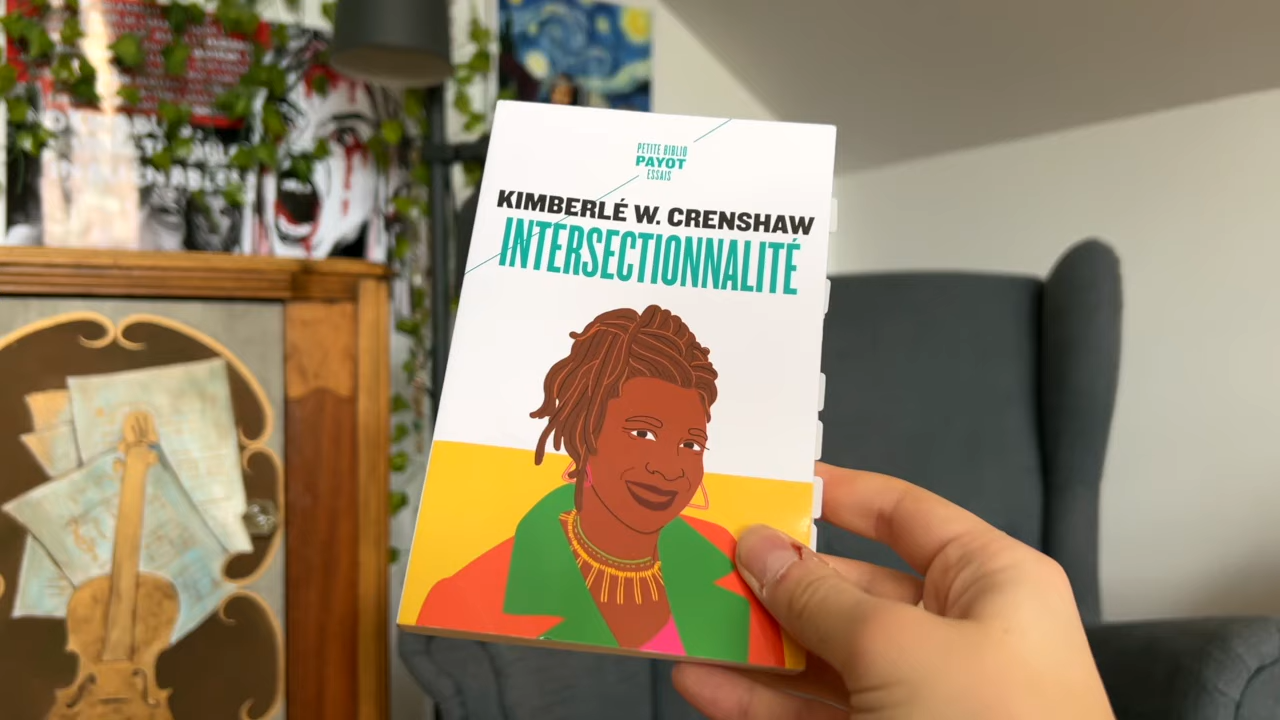 PETITE BIBLIO
PAYOT
ESSAIS
KIMBERLÉ W. CRENSHAW
INTERSECTIONNALITÉ